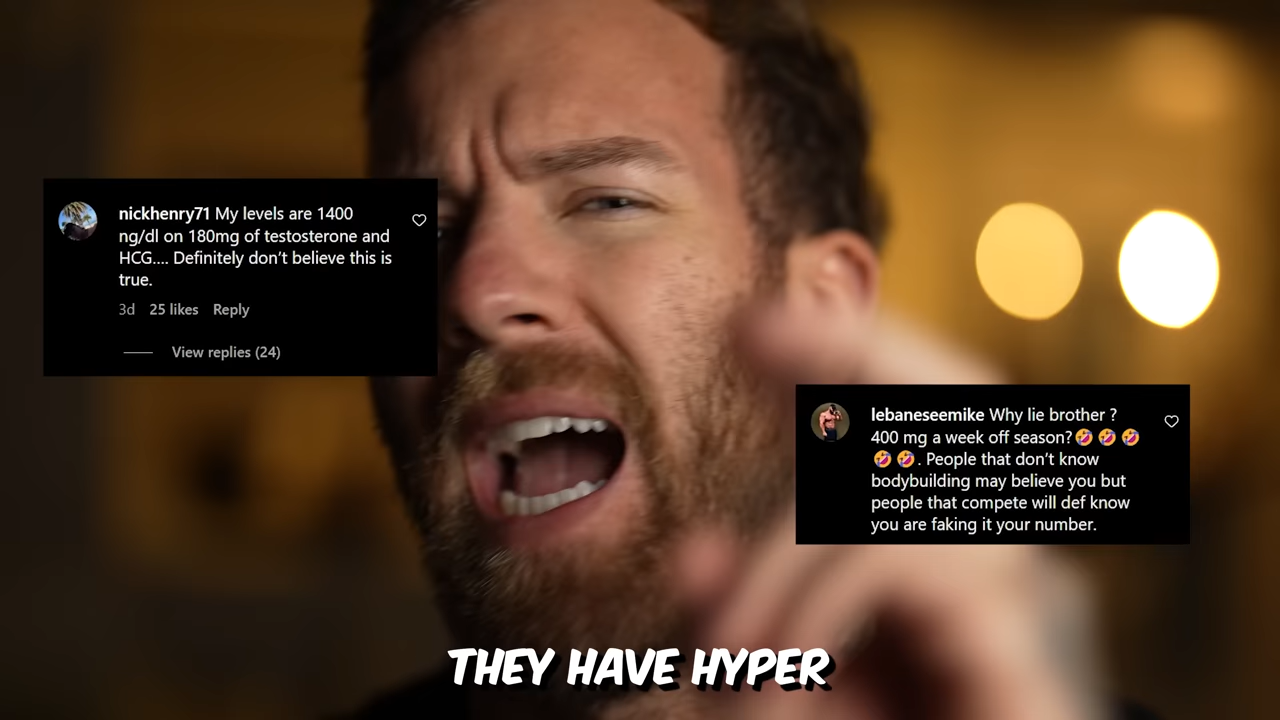 nickhenry71 My levels are 1400
ng/dl on 180mg of testosterone and
HCG.... Definitely don’t believe this is
true.
3d 25 likes Reply
View replies (24)
lebaneseemike Why lie brother ?
400 mg a week off season?🤣🤣🤣
🤣🤣. People that don’t know
bodybuilding may believe you but
people that compete will def know
you are faking it your number.
THEY HAVE HYPER